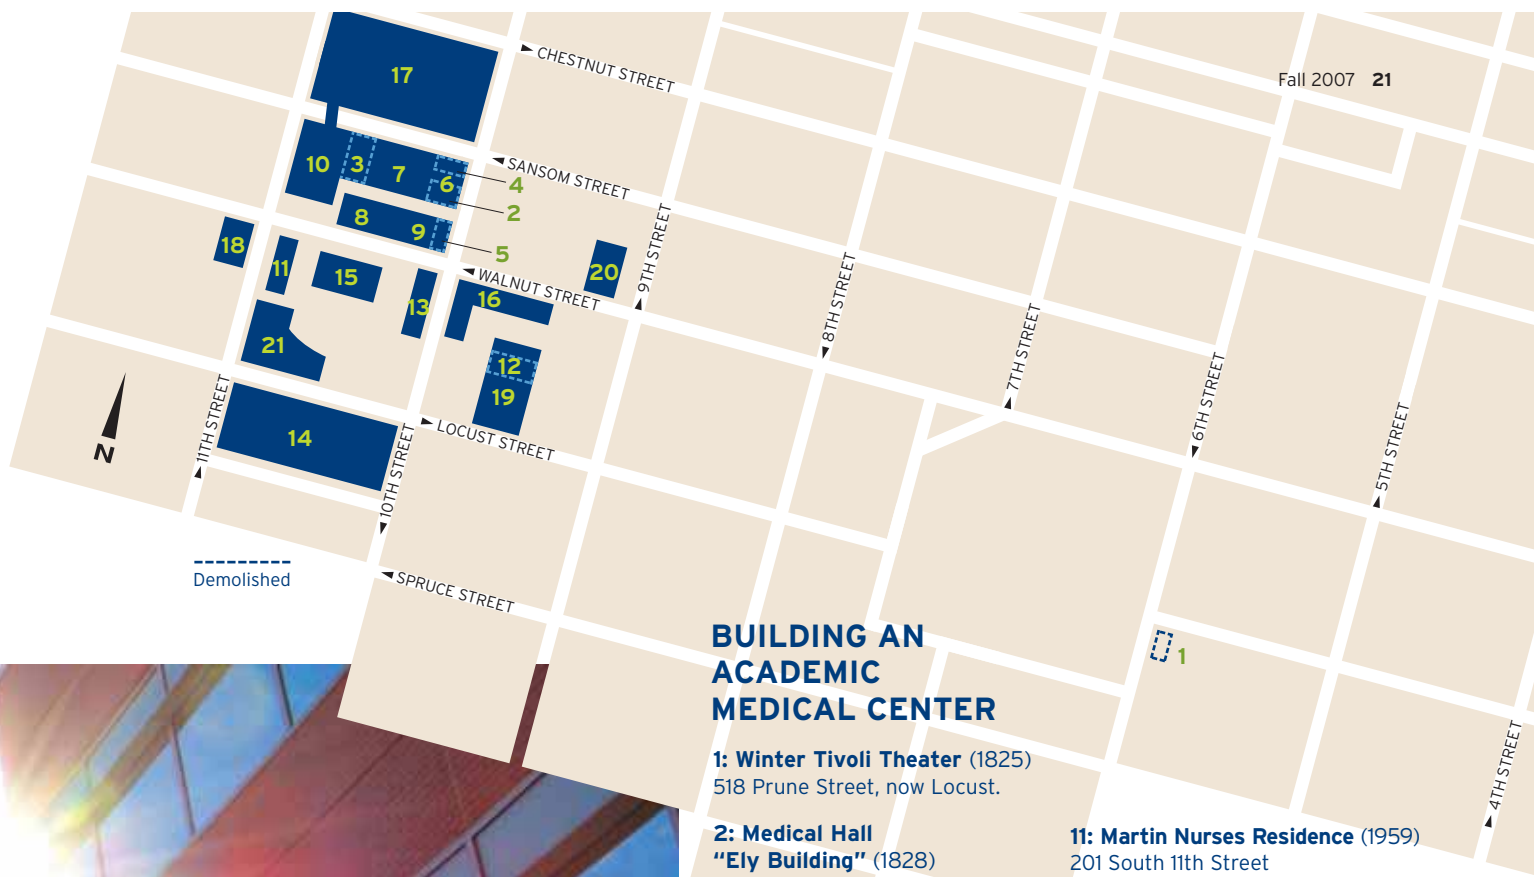 CHESTNUT STREET
Fall 2007 21
17
SANSOM STREET
10
3
7
6
4
2
8
9
5
18
11
15
13
WALNUT STREET
16
20
9TH STREET
8TH STREET
7TH STREET
6TH STREET
5TH STREET
4TH STREET
21
12
19
14
LOCUST STREET
11TH STREET
10TH STREET
N
Demolished
SPRUCE STREET
1
BUILDING AN
ACADEMIC
MEDICAL CENTER
1: Winter Tivoli Theater (1825)
518 Prune Street, now Locust.
2: Medical Hall
“Ely Building” (1828)
11: Martin Nurses Residence (1959)
201 South 11th Street